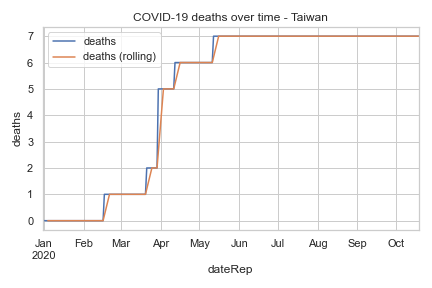 COVID-19 deaths over time - Taiwan
deaths
deaths (rolling)
deaths
7
6
5
4
3
2
1
0
Jan Feb Mar Apr May Jun Jul Aug Sep Oct
2020
dateRep